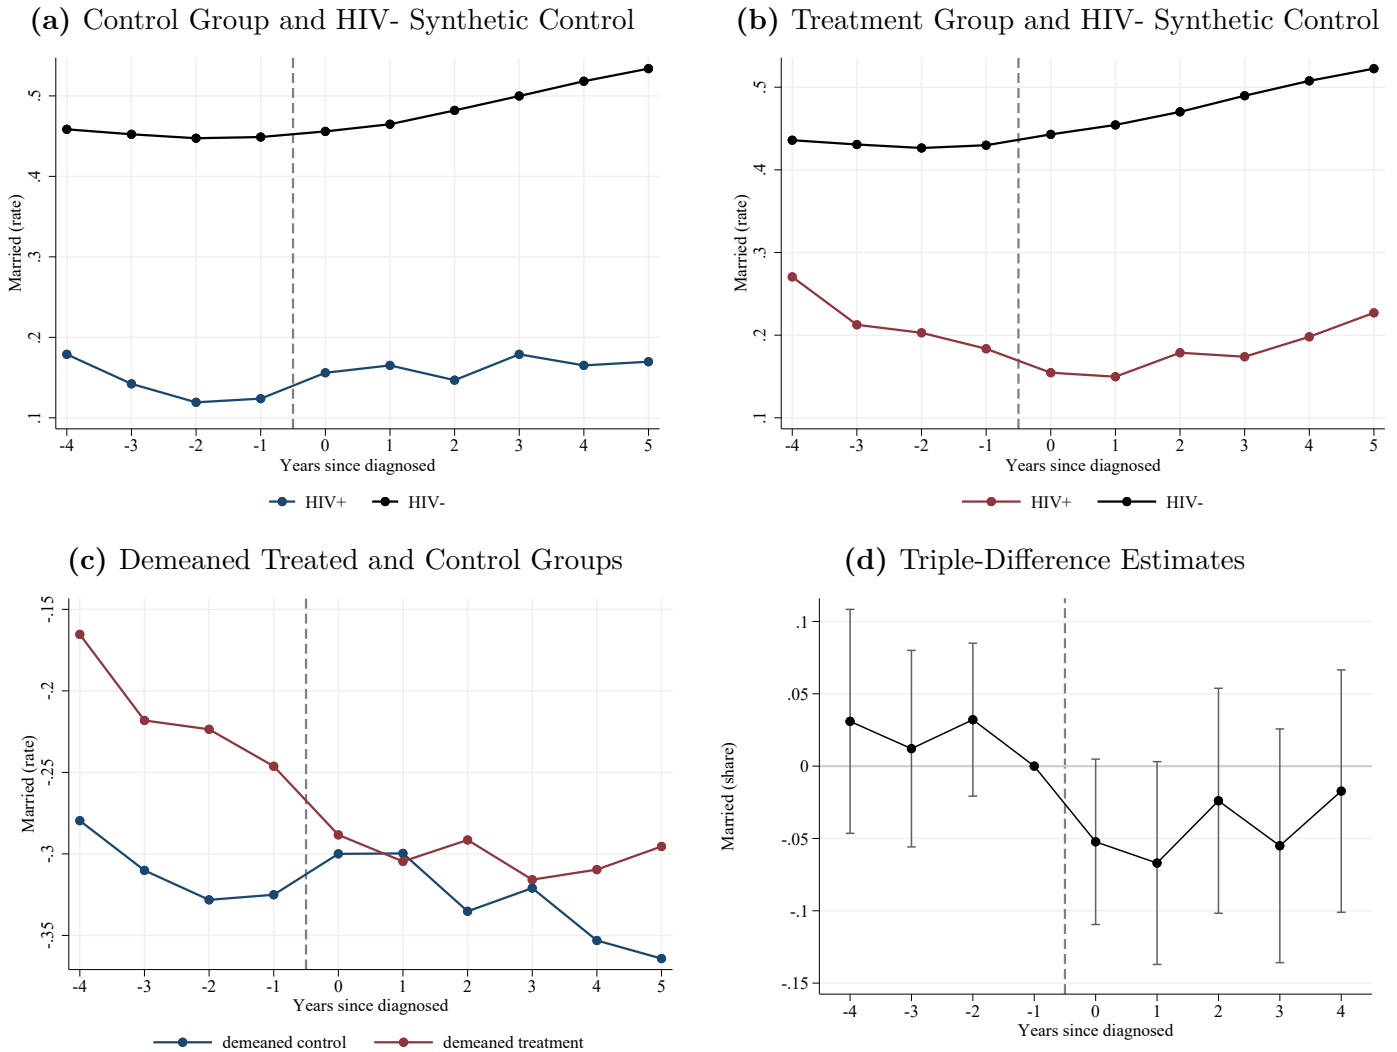 (a) Control Group and HIV- Synthetic Control
Married (rate)
.5
.4
.3
.2
.1
-4 -3 -2 -1 0 1 2 3 4 5
Years since diagnosed
HIV+ HIV-
(b) Treatment Group and HIV- Synthetic Control
Married (rate)
.5
.4
.3
.2
.1
-4 -3 -2 -1 0 1 2 3 4 5
Years since diagnosed
HIV+ HIV-
(c) Demeaned Treated and Control Groups
Married (rate)
-.15
-.2
-.25
-.3
-.35
-4 -3 -2 -1 0 1 2 3 4 5
Years since diagnosed
demeaned control demeaned treatment
(d) Triple-Difference Estimates
Married (share)
.1
.05
0
-.05
-.1
-.15
-4 -3 -2 -1 0 1 2 3 4
Years since diagnosed